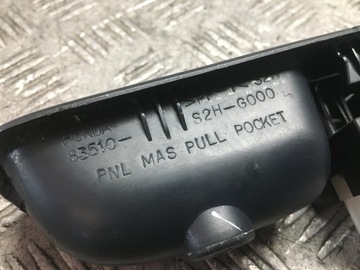 HONDA
83510-
S2H-G000
PNL MAS PULL POCKET